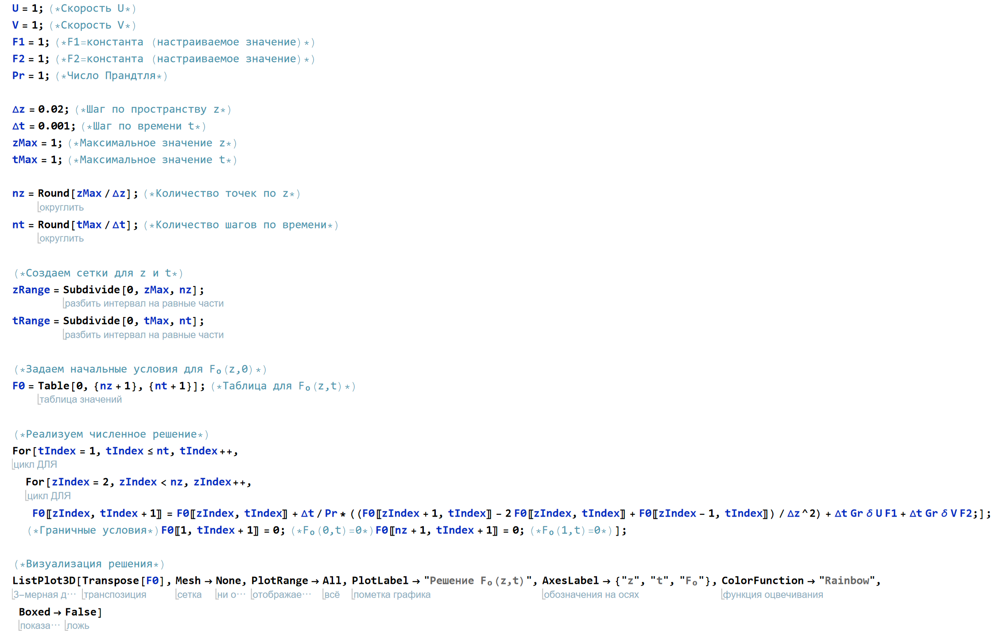 U = 1; (*Скорость U*)
V = 1; (*Скорость V*)
F1 = 1; (*F1=константа (настраиваемое значение)*)
F2 = 1; (*F2=константа (настраиваемое значение)*)
Pr = 1; (*Число Прандтля*)
Δz = 0.02; (*Шаг по пространству z*)
Δt = 0.001; (*Шаг по времени t*)
zMax = 1; (*Максимальное значение z*)
tMax = 1; (*Максимальное значение t*)
nz = Round[zMax / Δz]; (*Количество точек по z*)
округлить
nt = Round[tMax / Δt]; (*Количество шагов по времени*)
округлить
(*Создаем сетки для z и t*)
zRange = Subdivide[0, zMax, nz];
разбить интервал на равные части
tRange = Subdivide[0, tMax, nt];
разбить интервал на равные части
(*Задаем начальные условия для F₀(z,0)*)
F0 = Table[0, {nz + 1}, {nt + 1}]; (*Таблица для F₀(z,t)*)
таблица значений
(*Реализуем численное решение*)
For[tIndex = 1, tIndex ≤ nt, tIndex++,
цикл ДЛЯ
For[zIndex = 2, zIndex < nz, zIndex++,
цикл ДЛЯ
F0〚zIndex, tIndex + 1〛 = F0〚zIndex, tIndex〛 + Δt / Pr * ((F0〚zIndex + 1, tIndex〛 - 2 F0〚zIndex, tIndex〛 + F0〚zIndex - 1, tIndex〛) / Δz^2) + Δt Gr δ U F1 + Δt Gr δ V F2;];
(*Граничные условия*)F0〚1, tIndex + 1〛 = 0; (*F₀(0,t)=0*)F0〚nz + 1, tIndex + 1〛 = 0; (*F₀(1,t)=0*)];
(*Визуализация решения*)
ListPlot3D[Transpose[F0], Mesh → None, PlotRange → All, PlotLabel → "Решение F₀(z,t)", AxesLabel → {"z", "t", "F₀"}, ColorFunction → "Rainbow",
3-мерная д⋯ транспозиция сетка ни о⋯ отображае⋯ всё пометка графика обозначения на осях функция оцвечивания
Boxed → False]
показа⋯ ложь